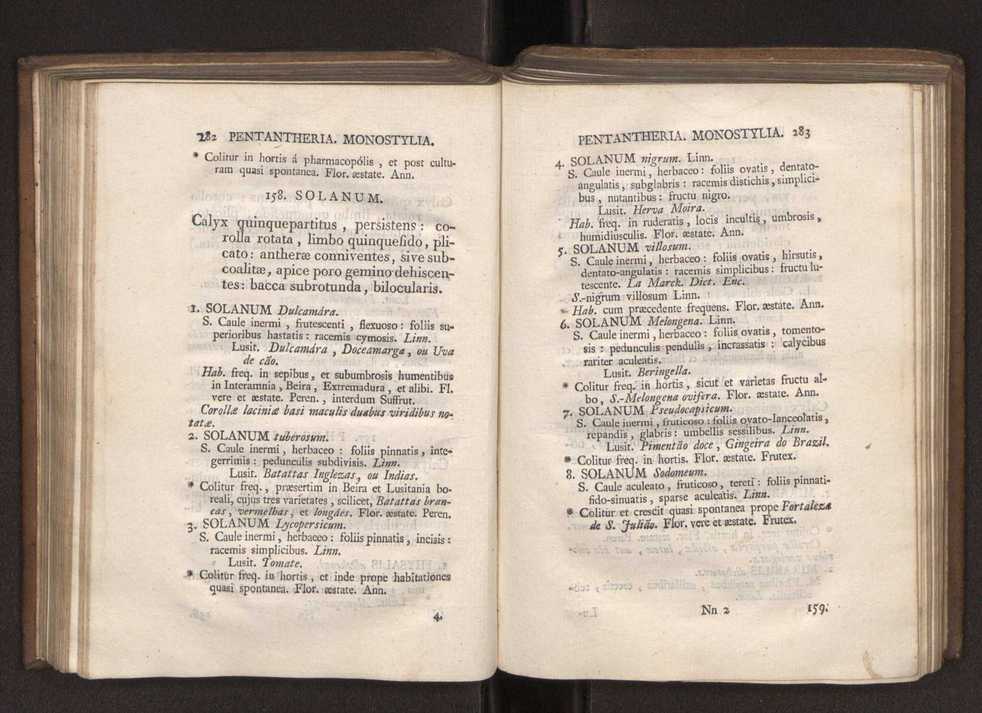 282 PENTANTHERIA. MONOSTYLIA.
* Colitur in hortis á pharmacopólis , et post cultu-
ram quasi spontanea. Flor. æstate. Ann.
158. SOLANUM.
Calyx quinquepartitus , persistens : co-
rolla rotata , limbo quinquefido , pli-
cato : antheræ conniventes , sive sub-
coalitæ, apice poro gemino dehiscen-
tes: bacca subrotunda, bilocularis.
1. SOLANUM Dulcamára.
S. Caule inermi , frutescenti , flexuoso : foliis su-
perioribus hastatis : racemis cymosis. Linn.
Lusit. Dulcamára , Doceamarga, ou Uva
de cão.
Hab. freq. in sepibus, et subumbrosis humentibus
in Interamnia , Beira , Extremadura , et alibi. Fl.
vere et æstate. Peren. , interdum Suffrut.
Corollæ laciniæ basi maculis duabus viridibus no-
tatæ.
2. SOLANUM tuberosum.
S. Caule inermi , herbaceo : foliis pinnatis , inte-
gerrimis : pedunculis subdivisis. Linn.
Lusit. Batattas Inglezas, ou Indias.
* Colitur freq., præsertim in Beira et Lusitania bo-
reali, cujus tres varietates , scilicet, Batattas bran-
cas , vermelhas, et longáes. Flor. æstate. Peren.
3. SOLANUM Lycopersicum.
S. Caule inermi , herbaceo : foliis pinnatis , incisis :
racemis simplicibus. Linn.
Lusit. Tomate.
* Colitur freq. in hortis , et inde prope habitationes
quasi spontanea. Flor. æstate. Ann.
4.
PENTANTHERIA. MONOSTYLIA. 283
4. SOLANUM nigrum. Linn.
S. Caule inermi , herbaceo : foliis ovatis , dentato-
angulatis , subglabris : racemis distichis , simplici-
bus , nutantibus : fructu nigro.
Lusit. Herva Moira.
Hab. freq. in ruderatis , locis incultis , umbrosis ,
humidiusculis. Flor. æstate. Ann.
5. SOLANUM villosum.
S. Caule inermi , herbaceo : foliis ovatis , hirsutis ,
dentato-angulatis : racemis simplicibus : fructu lu-
tescente. La Marck. Dict. Enc.
S.-nigrum villosum Linn.
Hab. cum præcedente frequens. Flor. æstate. Ann.
6. SOLANUM Melongena. Linn.
S. Caule inermi , herbaceo : foliis ovatis , tomento-
sis : pedunculis pendulis , incrassatis : calycibus
rariter aculeatis.
Lusit. Beringella.
* Colitur freq. in hortis , sicut et varietas fructu al-
bo , S.-Melongena ovifera. Flor. æstate. Ann.
7. SOLANUM Pseudocapsicum.
S. Caule inermi , fruticoso : foliis ovato-lanceolatis ,
repandis , glabris : umbellis sessilibus. Linn.
Lusit. Pimentão doce , Gingeira do Brazil.
* Colitur freq. in hortis. Flor. æstate. Frutex.
8. SOLANUM Sodomeum.
S. Caule aculeato , fruticoso , tereti : foliis pinnati-
fido-sinuatis , sparse aculeatis. Linn.
* Colitur et crescit quasi spontanea prope Fortaleza
de S. Julião. Flor. vere et æstate. Frutex.
Nn 2 159.